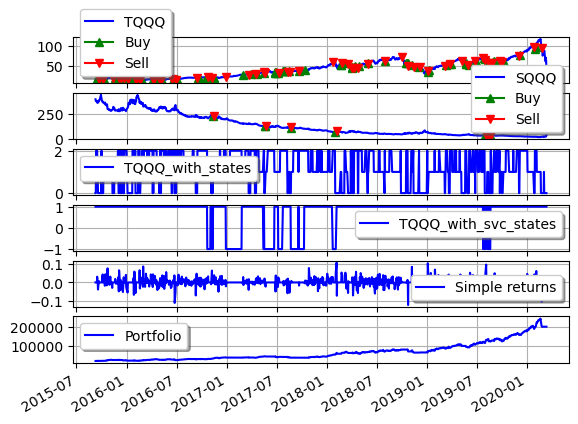 TQQQ
Buy
Sell
100
50
SQQQ
Buy
Sell
250
0
2
0
TQQQ_with_states
1
0
−1
TQQQ_with_svc_states
0.1
0.0
−0.1
Simple returns
200000
100000
Portfolio
2015-07
2016-01
2016-07
2017-01
2017-07
2018-01
2018-07
2019-01
2019-07
2020-01